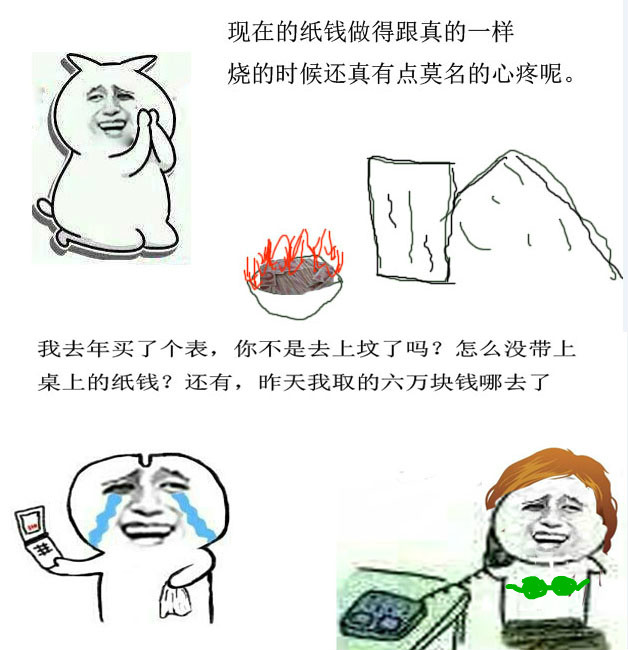 现在的纸钱做得跟真的一样
烧的时候还真有点莫名的心疼呢。
我去年买了个表，你不是去上坟了吗？怎么没带上
桌上的纸钱？还有，昨天我取的六万块钱哪去了